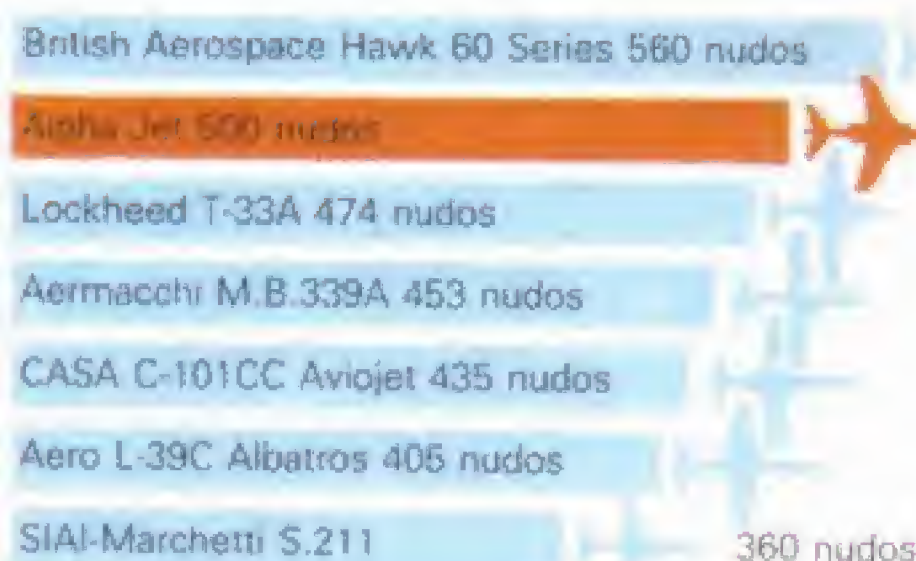 British Aerospace Hawk 60 Series 560 nudos
Alpha Jet 500 nudos
Lockheed T-33A 474 nudos
Aermacchi M.B.339A 453 nudos
CASA C-101CC Aviojet 435 nudos
Aero L-39C Albatros 405 nudos
SIAI-Marchetti S.211 360 nudos